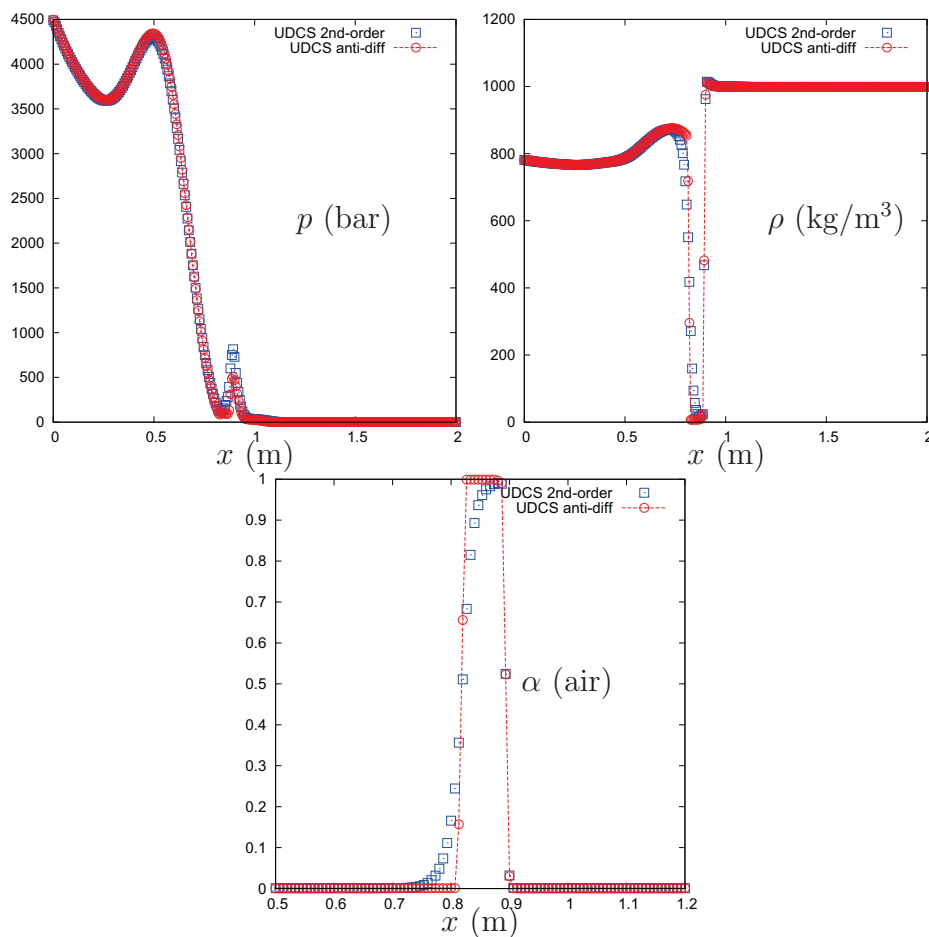 4500
4000
3500
3000
2500
2000
1500
1000
500
0
UDCS 2nd-order
UDCS anti-diff
p (bar)
0 0.5 1 1.5 2
x (m)
1200
1000
800
600
400
200
0
UDCS 2nd-order
UDCS anti-diff
ρ (kg/m³)
0 0.5 1 1.5 2
x (m)
1
0.9
0.8
0.7
0.6
0.5
0.4
0.3
0.2
0.1
0
UDCS 2nd-order
UDCS anti-diff
α (air)
0.5 0.6 0.7 0.8 0.9 1 1.1 1.2
x (m)